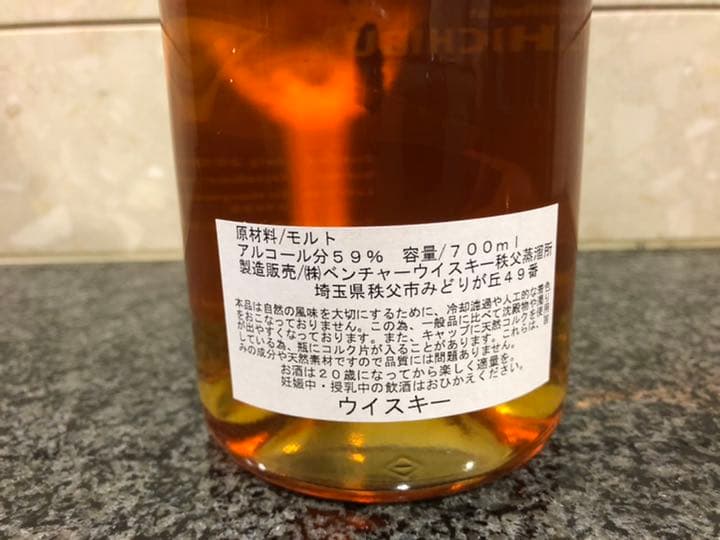 HICHIBU
原材料/モルト
アルコール分59% 容量/700ml
製造販売/㈱ベンチャーウイスキー秩父蒸溜所
埼玉県秩父市みどりが丘49番
本品は自然の風味を大切にするために、冷却濾過や人工的な着色
をおこなっておりません。この為、一般品に比べて沈殿物や濁り
が出やすくなっております。また、キャップに天然コルクを使用
している為、瓶にコルク片が入ることがあります。これらは、原
みの成分や天然素材ですので品質には問題ありません。
お酒は20歳になってから楽しく適量を。
妊娠中・授乳中の飲酒はおひかえください。
ウイスキー